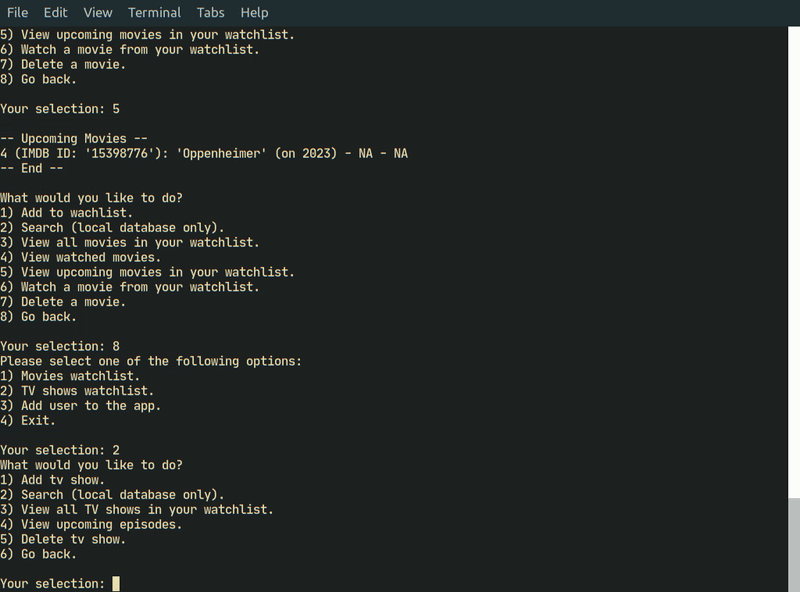 File Edit View Terminal Tabs Help
5) View upcoming movies in your watchlist.
6) Watch a movie from your watchlist.
7) Delete a movie.
8) Go back.
Your selection: 5
-- Upcoming Movies --
4 (IMDB ID: '15398776'): 'Oppenheimer' (on 2023) - NA - NA
-- End --
What would you like to do?
1) Add to wachlist.
2) Search (local database only).
3) View all movies in your watchlist.
4) View watched movies.
5) View upcoming movies in your watchlist.
6) Watch a movie from your watchlist.
7) Delete a movie.
8) Go back.
Your selection: 8
Please select one of the following options:
1) Movies watchlist.
2) TV shows watchlist.
3) Add user to the app.
4) Exit.
Your selection: 2
What would you like to do?
1) Add tv show.
2) Search (local database only).
3) View all TV shows in your watchlist.
4) View upcoming episodes.
5) Delete tv show.
6) Go back.
Your selection: